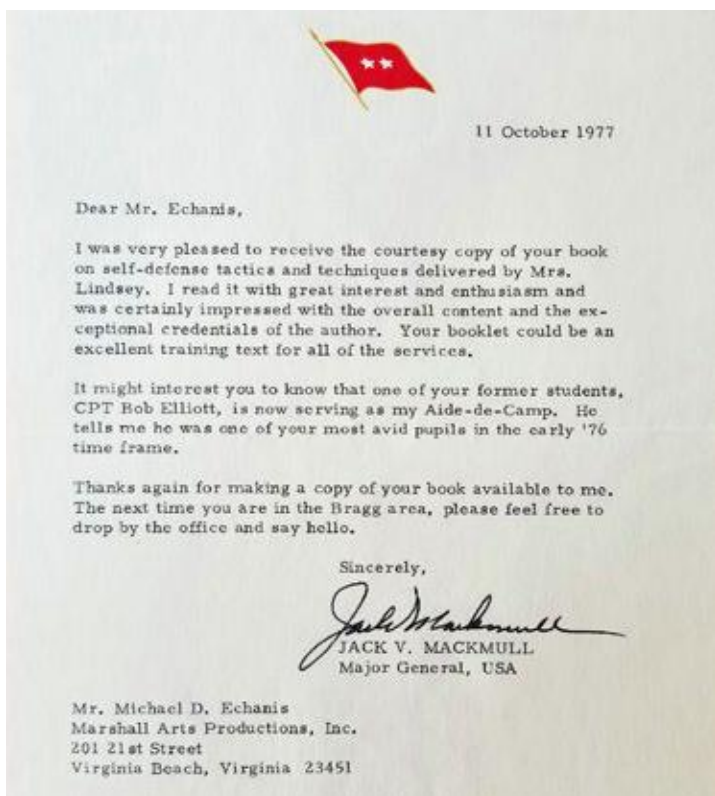 11 October 1977
Dear Mr. Echanis,
I was very pleased to receive the courtesy copy of your book
on self-defense tactics and techniques delivered by Mrs.
Lindsey. I read it with great interest and enthusiasm and
was certainly impressed with the overall content and the ex-
ceptional credentials of the author. Your booklet could be an
excellent training text for all of the services.
It might interest you to know that one of your former students,
CPT Bob Elliott, is now serving as my Aide-de-Camp. He
tells me he was one of your most avid pupils in the early '76
time frame.
Thanks again for making a copy of your book available to me.
The next time you are in the Bragg area, please feel free to
drop by the office and say hello.
Sincerely,
Jack V Mackmull
JACK V. MACKMULL
Major General, USA
Mr. Michael D. Echanis
Marshall Arts Productions, Inc.
201 21st Street
Virginia Beach, Virginia 23451